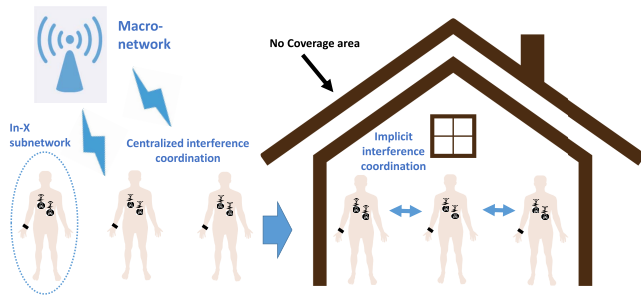 Macro-
network
No Coverage area
In-X
subnetwork
Centralized interference
coordination
Implicit
interference
coordination